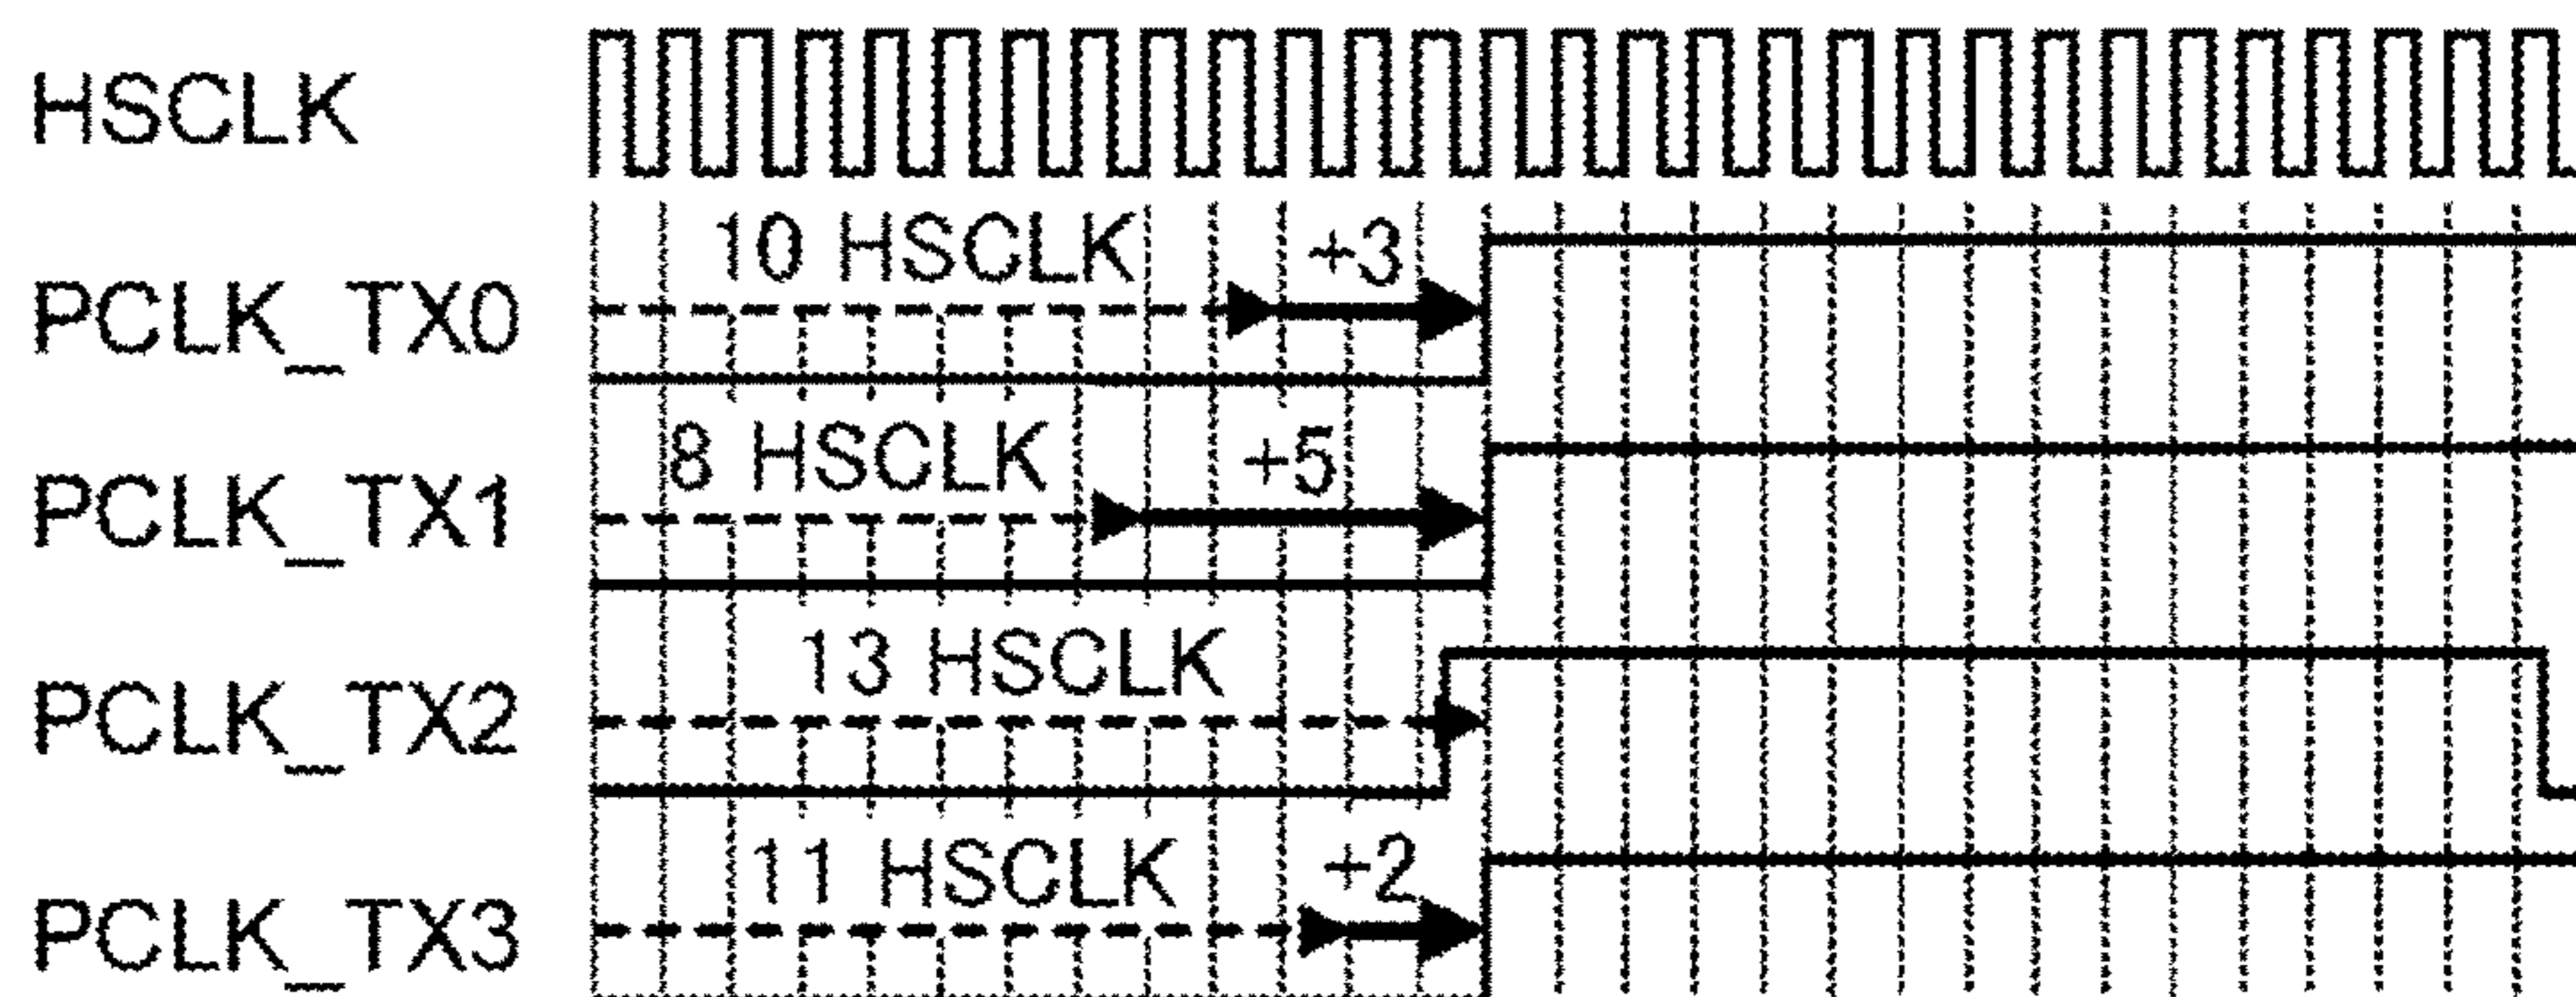 HSCLK
10 HSCLK +3
PCLK_TX0
8 HSCLK +5
PCLK_TX1
13 HSCLK
PCLK_TX2
11 HSCLK +2
PCLK_TX3